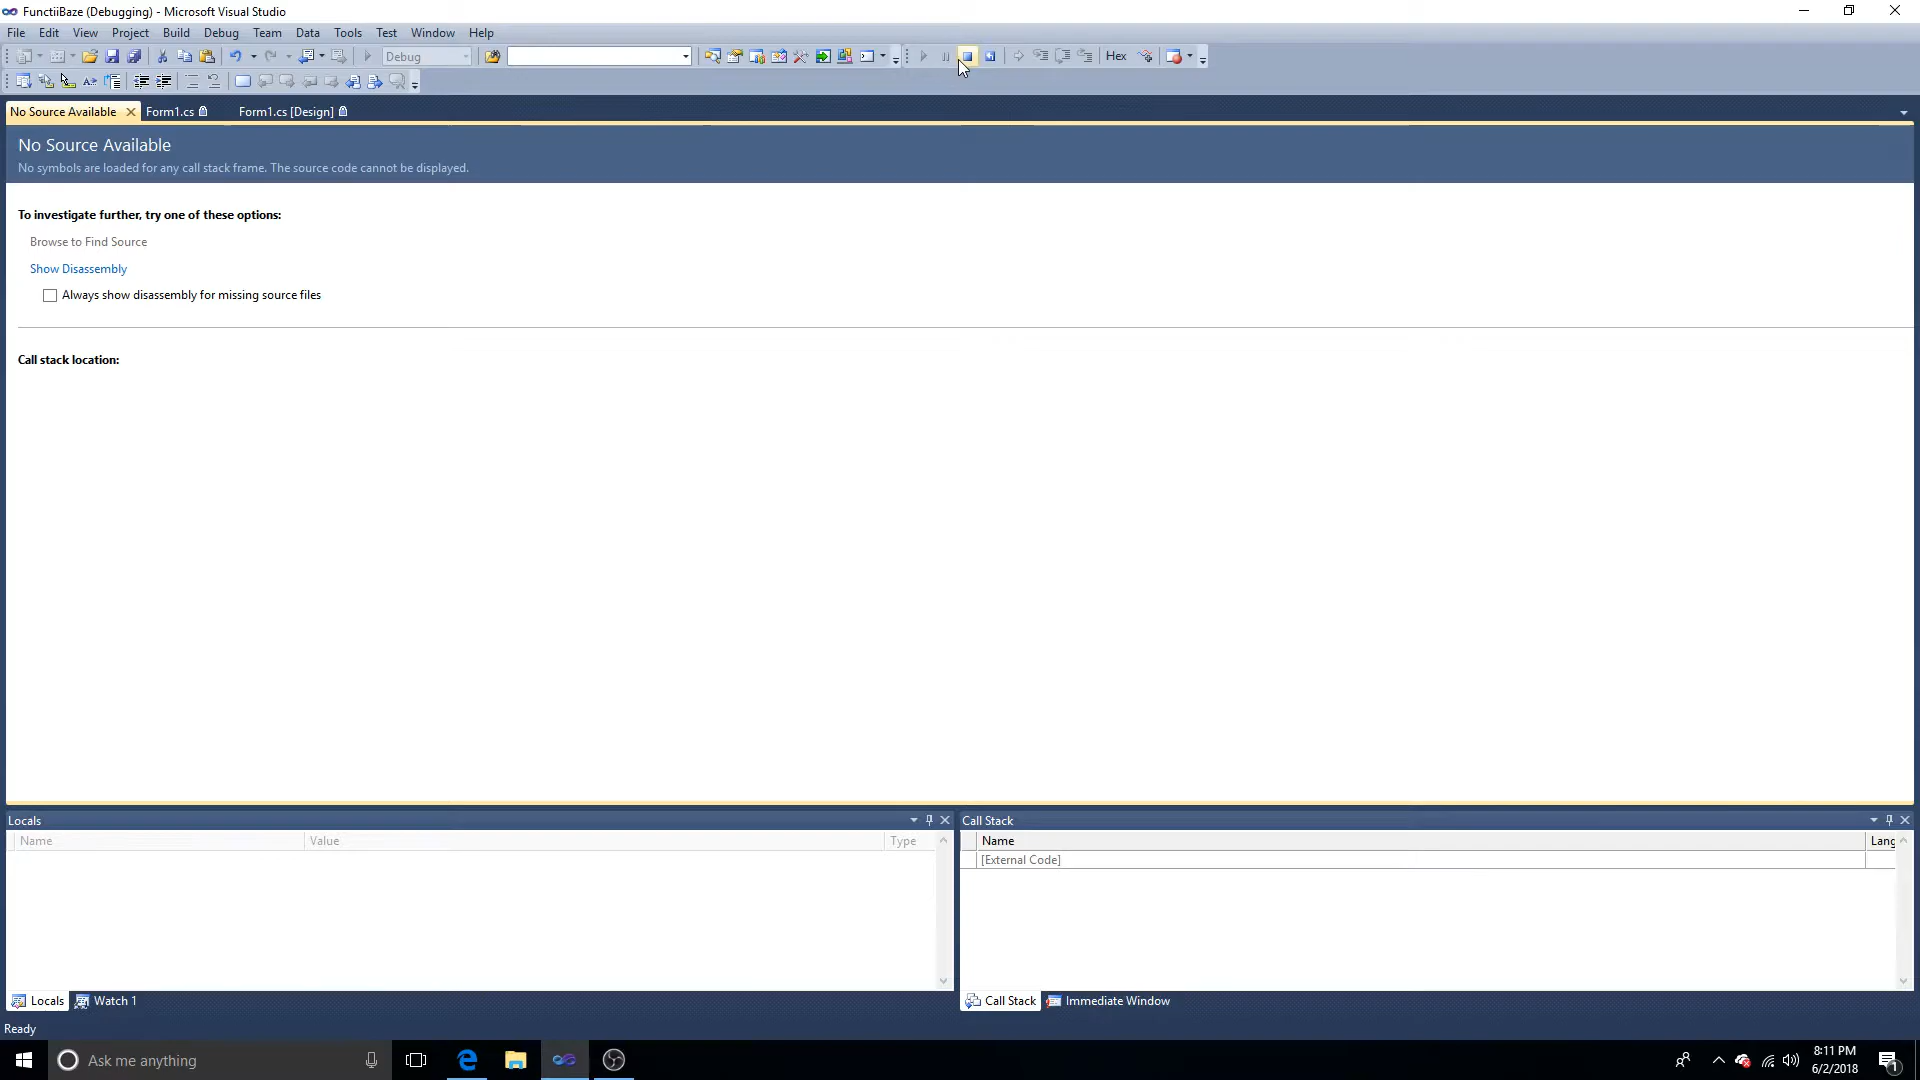 FunctiiBaze (Debugging) - Microsoft Visual Studio
File Edit View Project Build Debug Team Data Tools Test Window Help
Debug Hex
No Source Available Form1.cs Form1.cs [Design]
No Source Available
No symbols are loaded for any call stack frame. The source code cannot be displayed.
To investigate further, try one of these options:
Browse to Find Source
Show Disassembly
Always show disassembly for missing source files
Call stack location:
Locals
Name Value Type
Locals Watch 1
Call Stack
Name Lang
[External Code]
Call Stack Immediate Window
Ready
Ask me anything
8:11 PM
6/2/2018
1